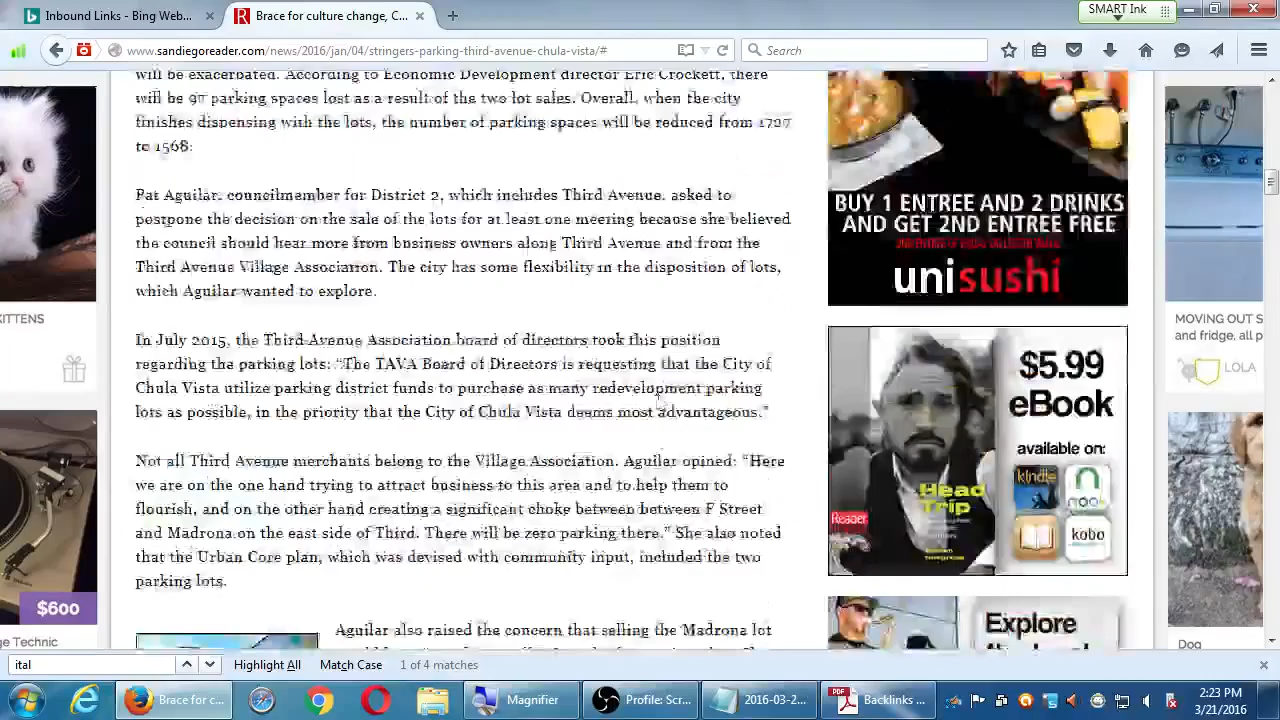 Inbound Links - Bing Web...
Brace for culture change, C...
SMART Ink
www.sandiegoreader.com/news/2016/jan/04/stringers-parking-third-avenue-chula-vista/#
Search
will be exacerbated. According to Economic Development director Eric Crockett, there
will be 97 parking spaces lost as a result of the two lot sales. Overall, when the city
finishes dispensing with the lots, the number of parking spaces will be reduced from 1727
to 1568:
Pat Aguilar, councilmember for District 2, which includes Third Avenue, asked to
postpone the decision on the sale of the lots for at least one meeting because she believed
the council should hear more from business owners along Third Avenue and from the
Third Avenue Village Association. The city has some flexibility in the disposition of lots,
which Aguilar wanted to explore.
In July 2015, the Third Avenue Association board of directors took this position
regarding the parking lots: “The TAVA Board of Directors is requesting that the City of
Chula Vista utilize parking district funds to purchase as many redevelopment parking
lots as possible, in the priority that the City of Chula Vista deems most advantageous.”
Not all Third Avenue merchants belong to the Village Association. Aguilar opined: “Here
we are on the one hand trying to attract business to this area and to help them to
flourish, and on the other hand creating a significant choke between between F Street
and Madrona on the east side of Third. There will be zero parking there.” She also noted
that the Urban Core plan, which was devised with community input, included the two
parking lots.
Aguilar also raised the concern that selling the Madrona lot
KITTENS
$600
ge Technic
BUY 1 ENTREE AND 2 DRINKS
AND GET 2ND ENTREE FREE
unisushi
$5.99
eBook
available on:
kindle
nook
kobo
Head
Trip
Reader
Explore
MOVING OUT S
and fridge, all p
LOLA
Dog
ital
Highlight All
Match Case
1 of 4 matches
Brace for c...
Magnifier
Profile: Scr...
2016-03-2...
PDF
Backlinks ...
2:23 PM
3/21/2016